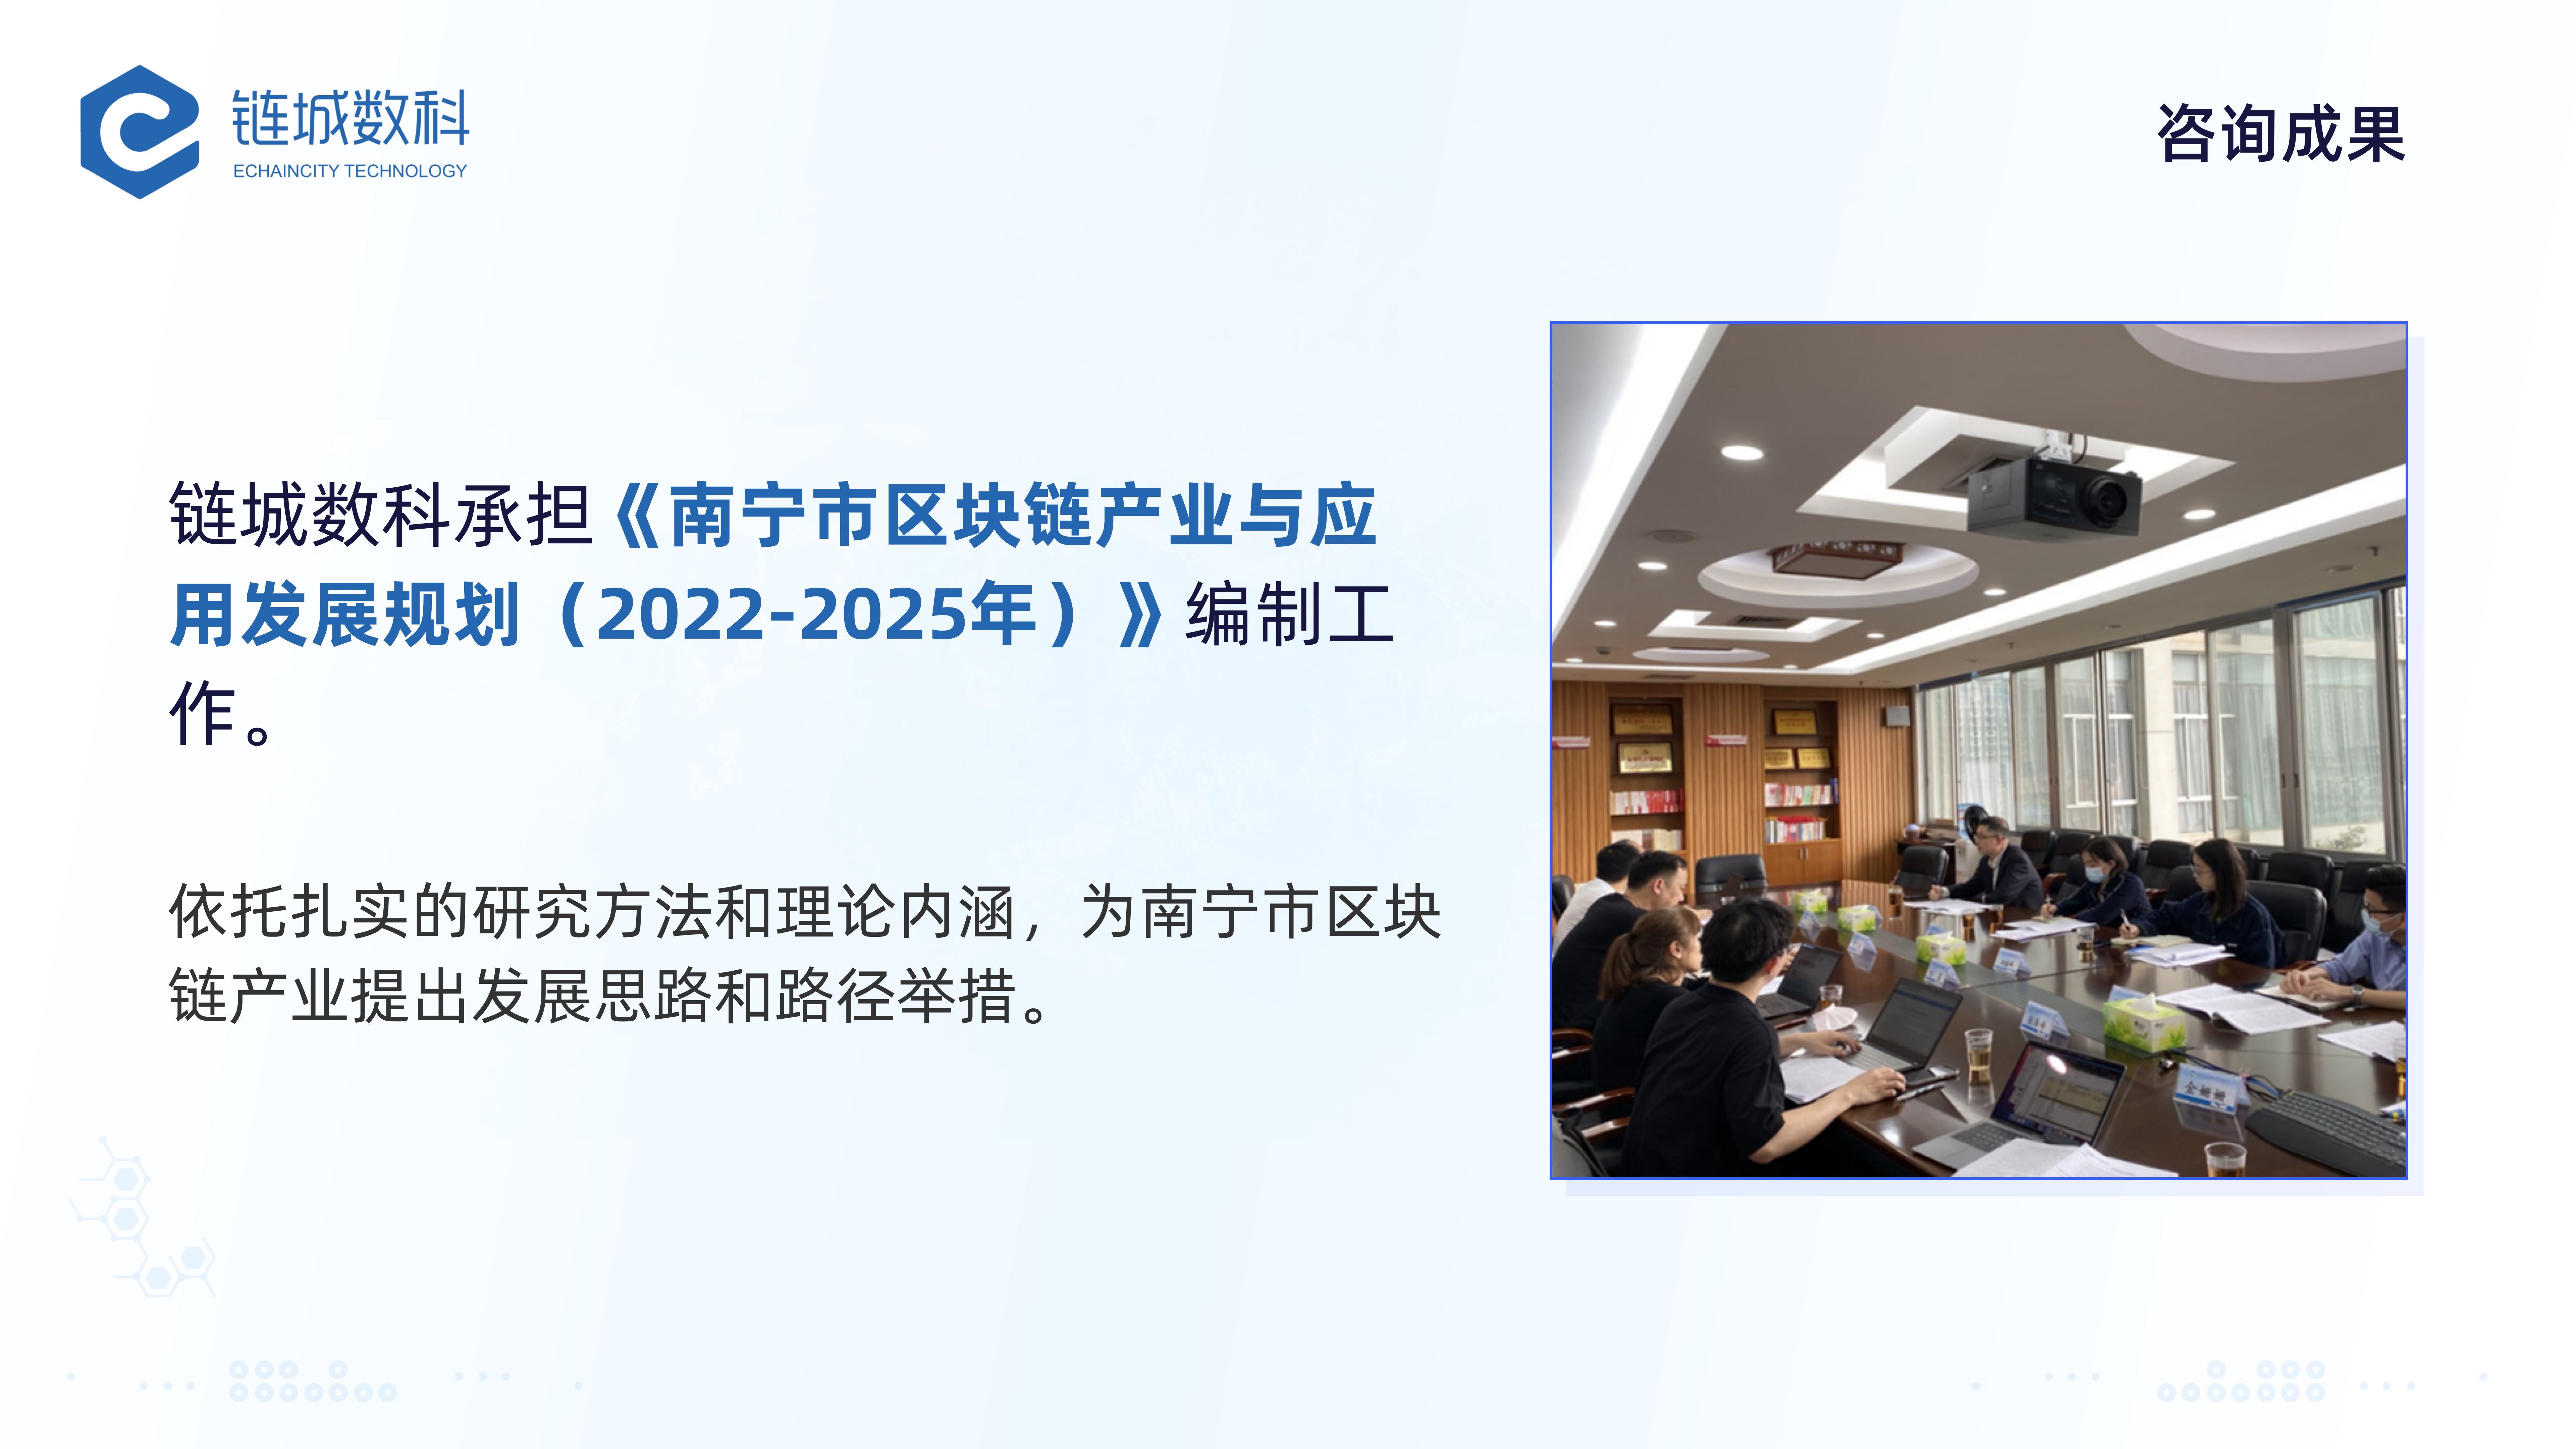 链城数科
ECHAINCITY TECHNOLOGY
咨询成果
链城数科承担《南宁市区块链产业与应
用发展规划（2022-2025年）》编制工
作。
依托扎实的研究方法和理论内涵，为南宁市区块
链产业提出发展思路和路径举措。
金姗姗